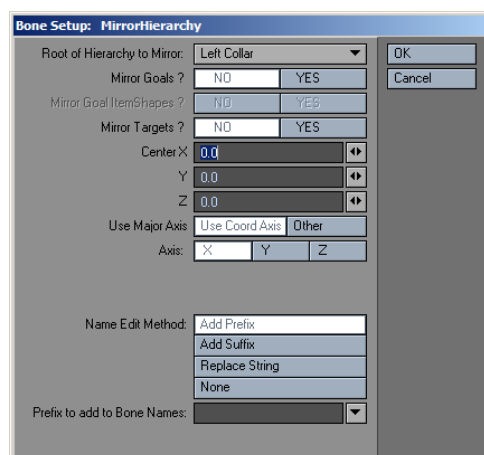 Bone Setup: MirrorHierarchy
Root of Hierarchy to Mirror: Left Collar OK
Mirror Goals ? NO YES Cancel
Mirror Goal ItemShapes ? NO YES
Mirror Targets ? NO YES
Center X 0.0
Y 0.0
Z 0.0
Use Major Axis Use Coord Axis Other
Axis: X Y Z
Name Edit Method: Add Prefix
Add Suffix
Replace String
None
Prefix to add to Bone Names: